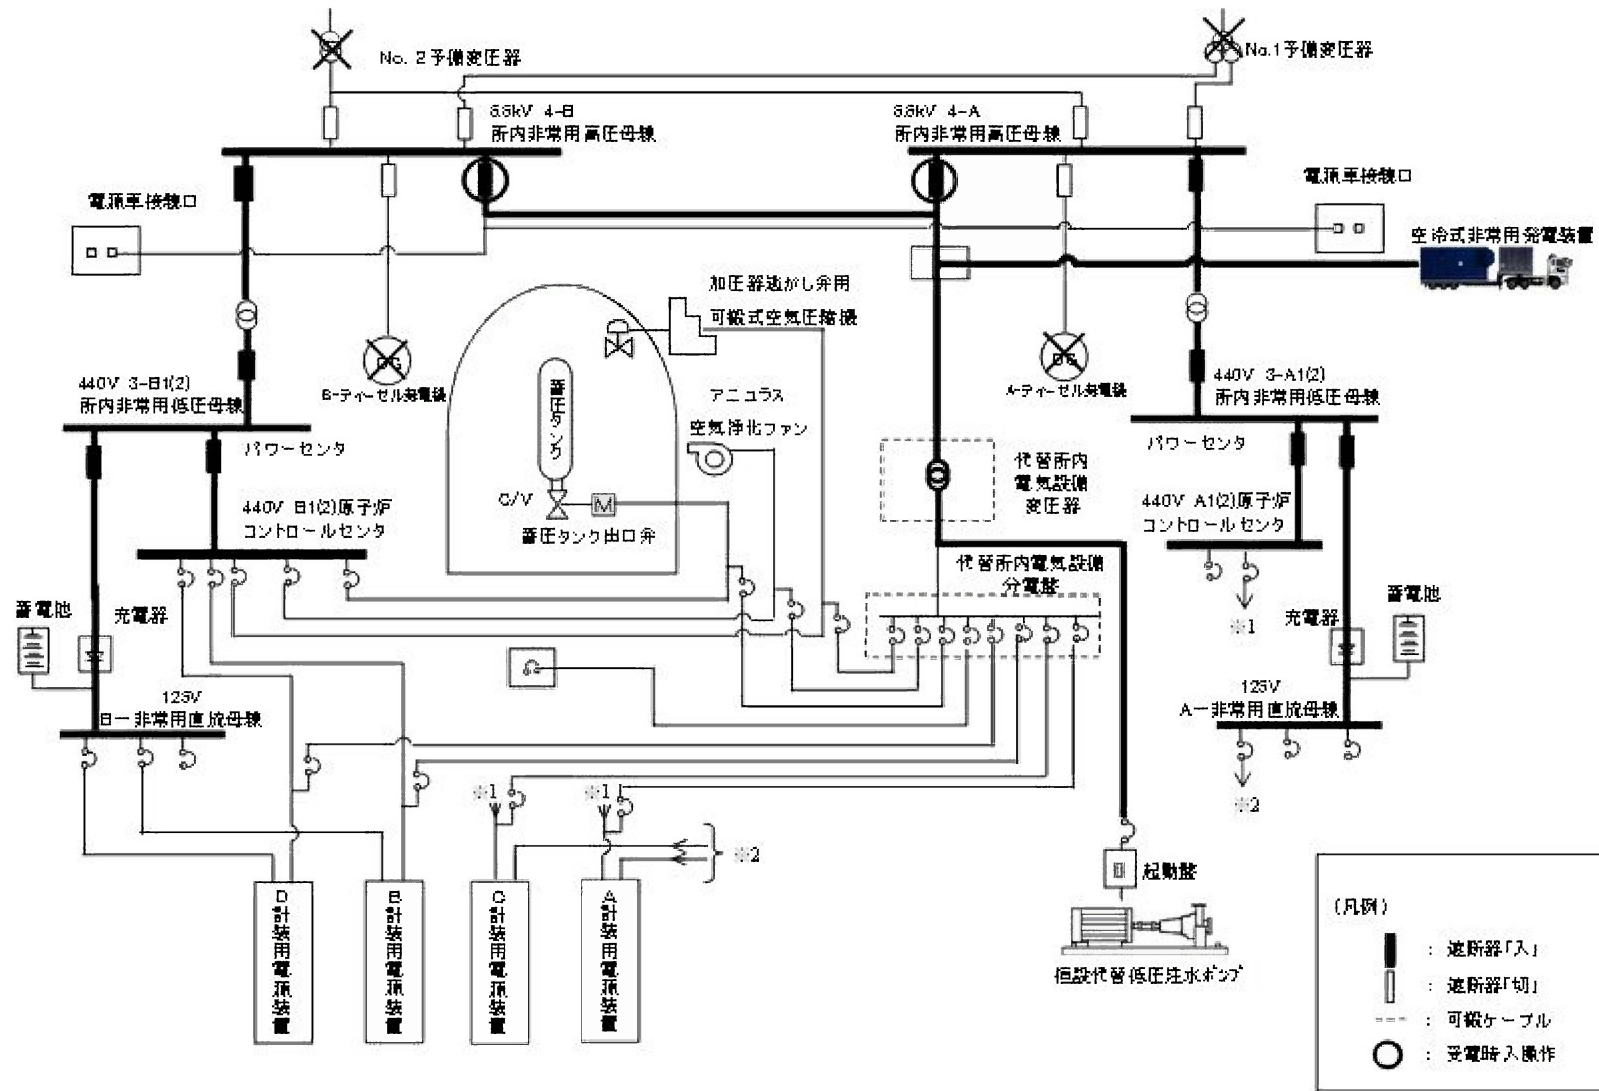 No. 2予備変圧器
No.1予備変圧器
6.6kV 4-B
所内非常用高圧母線
6.6kV 4-A
所内非常用高圧母線
電源車接続口
電源車接続口
空冷式非常用発電装置
加圧器逃がし弁用
可搬式空気圧縮機
DG
B-ディーゼル発電機
DG
A-ディーゼル発電機
440V 3-B1(2)
所内非常用低圧母線
パワーセンタ
440V 3-A1(2)
所内非常用低圧母線
パワーセンタ
アニュラス
空気浄化ファン
蓄圧タンク
C/V
M
蓄圧タンク出口弁
代替所内
電気設備
変圧器
440V B1(2)原子炉
コントロールセンタ
440V A1(2)原子炉
コントロールセンタ
代替所内電気設備
分電盤
蓄電池
充電器
※1
充電器
蓄電池
125V
B－非常用直流母線
125V
A－非常用直流母線
※2
※1
※1
※2
D計装用電源装置
B計装用電源装置
C計装用電源装置
A計装用電源装置
起動盤
恒設代替低圧注水ポンプ
(凡例)
： 遮断器「入」
： 遮断器「切」
： 可搬ケーブル
： 受電時入操作